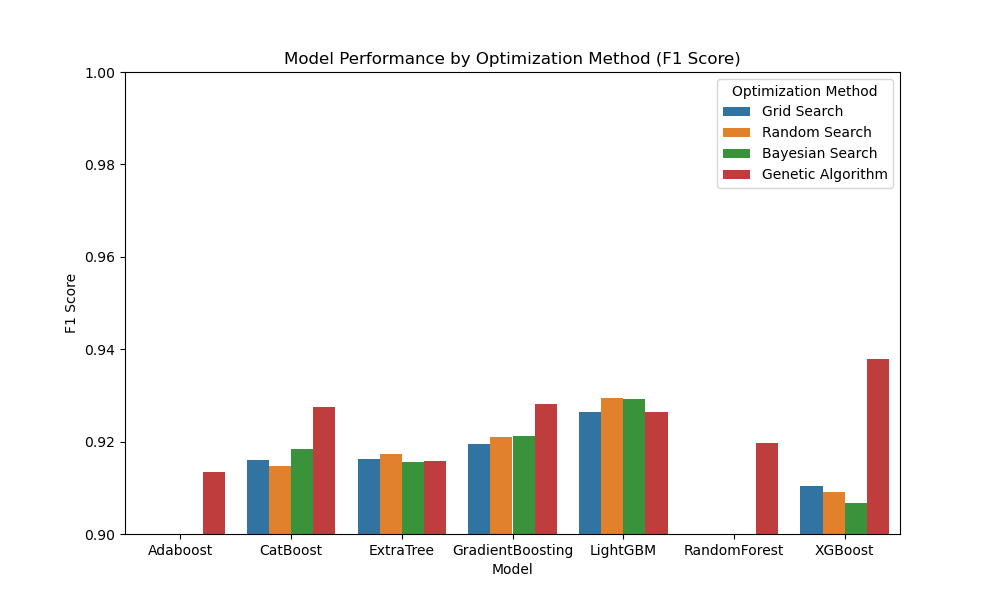 Model Performance by Optimization Method (F1 Score)
1.00
0.98
0.96
0.94
0.92
0.90
F1 Score
Optimization Method
Grid Search
Random Search
Bayesian Search
Genetic Algorithm
Adaboost CatBoost ExtraTree GradientBoosting LightGBM RandomForest XGBoost
Model